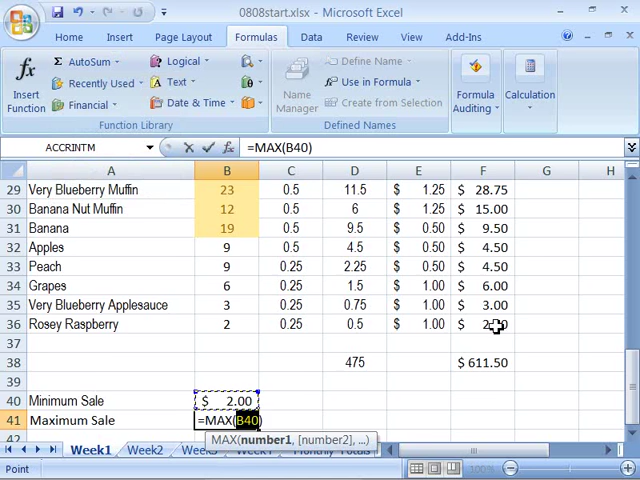 0808start.xlsx - Microsoft Excel
Home Insert Page Layout Formulas Data Review View Add-Ins
fx Insert Function
Σ AutoSum
Recently Used
Financial
Logical
Text
Date & Time
Function Library
Name Manager
Define Name
Use in Formula
Create from Selection
Defined Names
Formula Auditing
Calculation
ACCRINTM =MAX(B40)
A B C D E F G H
29 Very Blueberry Muffin 23 0.5 11.5 $ 1.25 $ 28.75
30 Banana Nut Muffin 12 0.5 6 $ 1.25 $ 15.00
31 Banana 19 0.5 9.5 $ 0.50 $ 9.50
32 Apples 9 0.5 4.5 $ 0.50 $ 4.50
33 Peach 9 0.25 2.25 $ 0.50 $ 4.50
34 Grapes 6 0.25 1.5 $ 1.00 $ 6.00
35 Very Blueberry Applesauce 3 0.25 0.75 $ 1.00 $ 3.00
36 Rosey Raspberry 2 0.25 0.5 $ 1.00 $
37
38 475 $ 611.50
39
40 Minimum Sale $ 2.00
41 Maximum Sale =MAX(B40)
42
MAX(number1, [number2], ...)
Week1 Week2
Point 100%